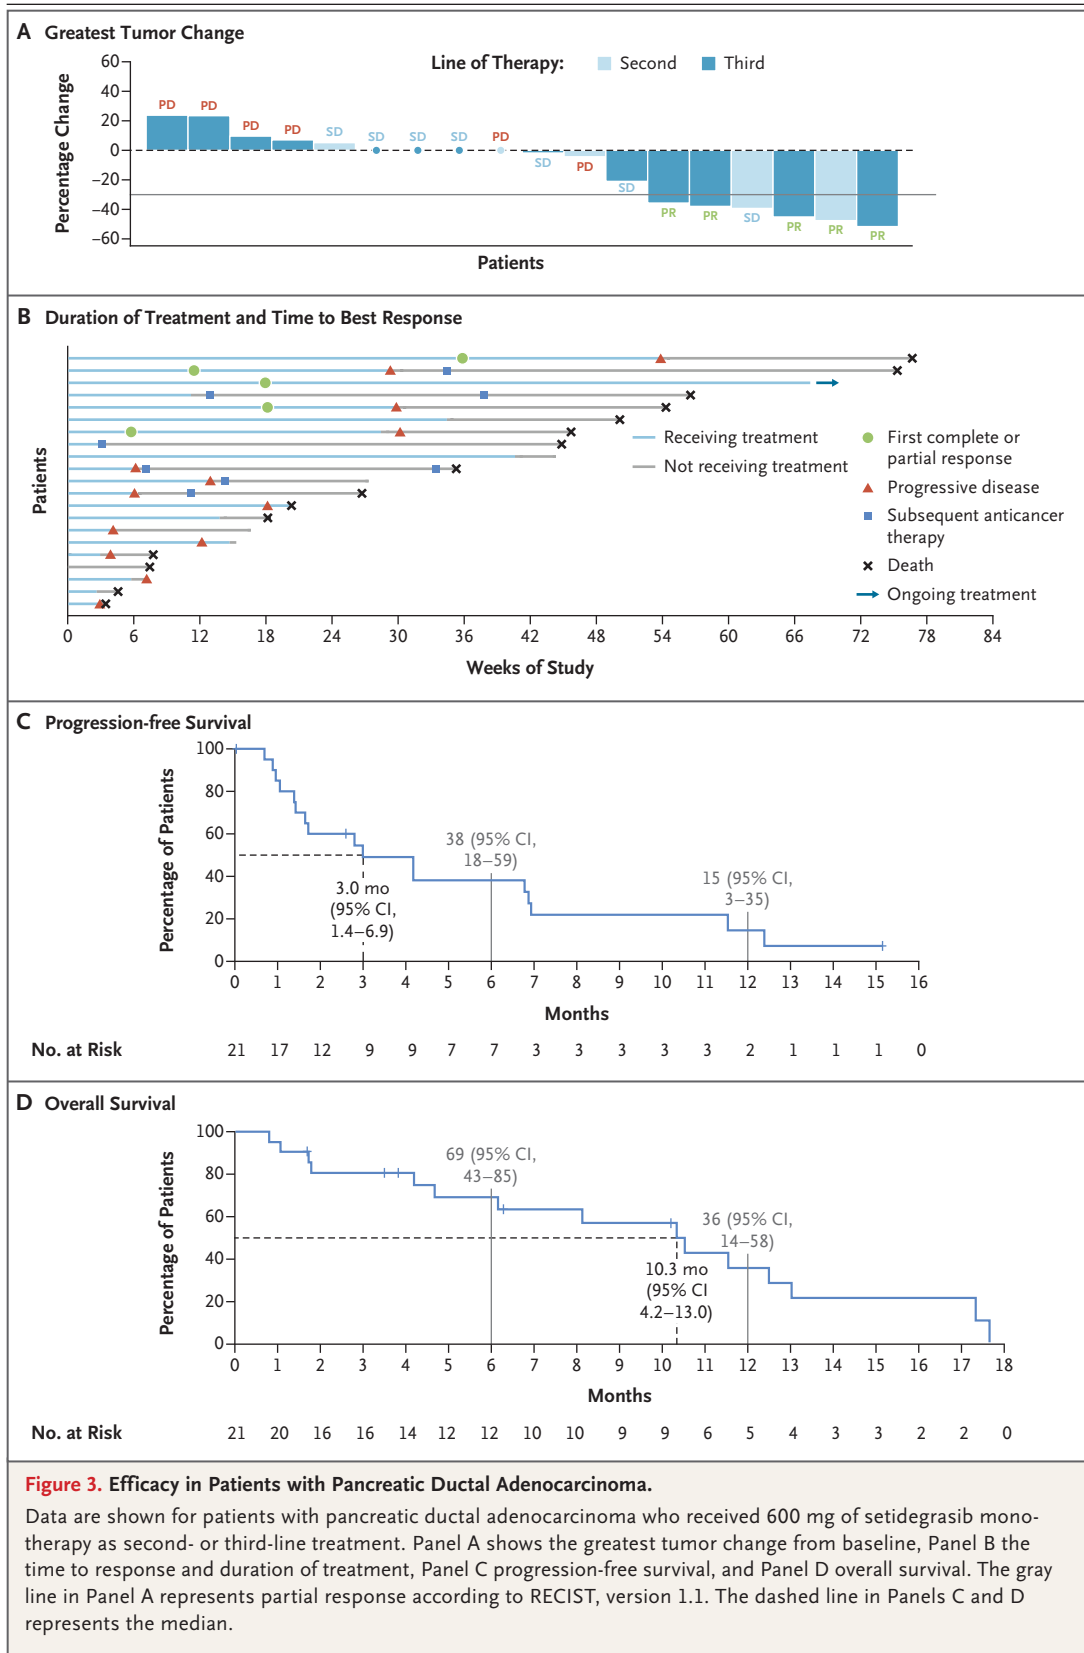 A Greatest Tumor Change
Line of Therapy: Second Third
Percentage Change
60
40
20
0
−20
−40
−60
PD PD PD PD SD SD SD SD PD SD PD SD PR PR SD PR PR PR
Patients
B Duration of Treatment and Time to Best Response
Patients
Receiving treatment
Not receiving treatment
First complete or
partial response
Progressive disease
Subsequent anticancer
therapy
Death
Ongoing treatment
0 6 12 18 24 30 36 42 48 54 60 66 72 78 84
Weeks of Study
C Progression-free Survival
Percentage of Patients
100
80
60
40
20
0
3.0 mo
(95% CI,
1.4–6.9)
38 (95% CI,
18–59)
15 (95% CI,
3–35)
0 1 2 3 4 5 6 7 8 9 10 11 12 13 14 15 16
Months
No. at Risk 21 17 12 9 9 7 7 3 3 3 3 3 2 1 1 1 0
D Overall Survival
Percentage of Patients
100
80
60
40
20
0
69 (95% CI,
43–85)
36 (95% CI,
14–58)
10.3 mo
(95% CI
4.2–13.0)
0 1 2 3 4 5 6 7 8 9 10 11 12 13 14 15 16 17 18
Months
No. at Risk 21 20 16 16 14 12 12 10 10 9 9 6 5 4 3 3 2 2 0
Figure 3. Efficacy in Patients with Pancreatic Ductal Adenocarcinoma.
Data are shown for patients with pancreatic ductal adenocarcinoma who received 600 mg of setidegrasib mono-
therapy as second- or third-line treatment. Panel A shows the greatest tumor change from baseline, Panel B the
time to response and duration of treatment, Panel C progression-free survival, and Panel D overall survival. The gray
line in Panel A represents partial response according to RECIST, version 1.1. The dashed line in Panels C and D
represents the median.